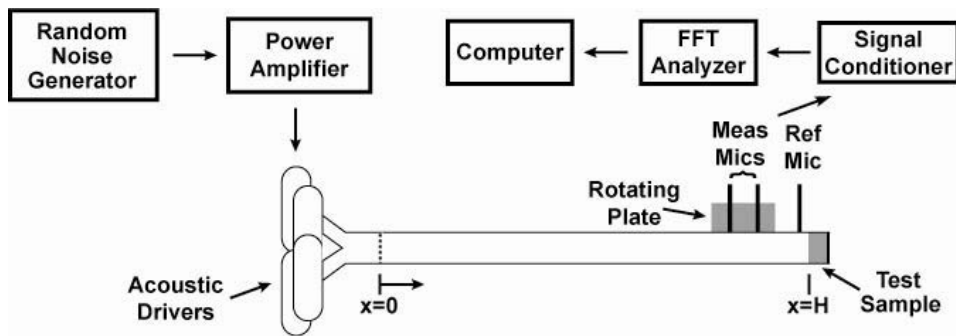 Random
Noise
Generator
Power
Amplifier
Computer
FFT
Analyzer
Signal
Conditioner
Meas
Mics
Ref
Mic
Rotating
Plate
Acoustic
Drivers
x=0
x=H
Test
Sample